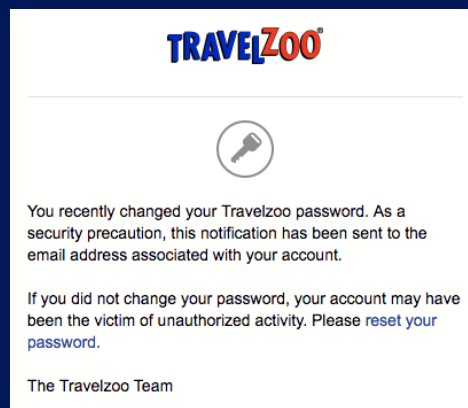 TRAVELZOO®
You recently changed your Travelzoo password. As a
security precaution, this notification has been sent to the
email address associated with your account.
If you did not change your password, your account may have
been the victim of unauthorized activity. Please reset your
password.
The Travelzoo Team